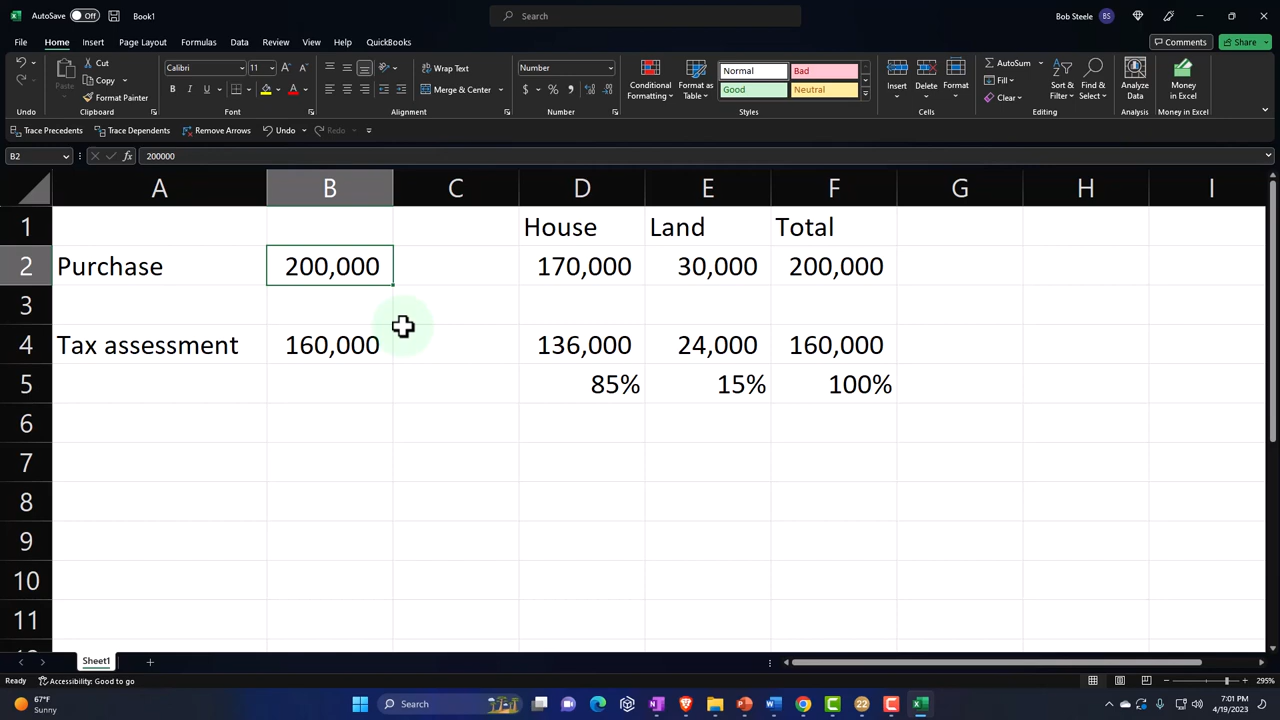 AutoSave Off Book1 Search Bob Steele BS
File Home Insert Page Layout Formulas Data Review View Help QuickBooks Comments Share
Paste Cut Copy Format Painter
Calibri 11
B I U
Wrap Text
Merge & Center
Number
$ % ,
Conditional Formatting
Format as Table
Normal Bad
Good Neutral
Insert Delete Format
AutoSum
Fill
Clear
Sort & Filter
Find & Select
Analyze Data
Money in Excel
Undo Clipboard Font Alignment Number Styles Cells Editing Analysis Money in Excel
Trace Precedents Trace Dependents Remove Arrows Undo Redo
B2 fx 200000
A B C D E F G H I
1 House Land Total
2 Purchase 200,000 170,000 30,000 200,000
3
4 Tax assessment 160,000 136,000 24,000 160,000
5 85% 15% 100%
6
7
8
9
10
11
Sheet1
Ready Accessibility: Good to go 295%
67°F
Sunny
Search
22
7:01 PM
4/19/2023